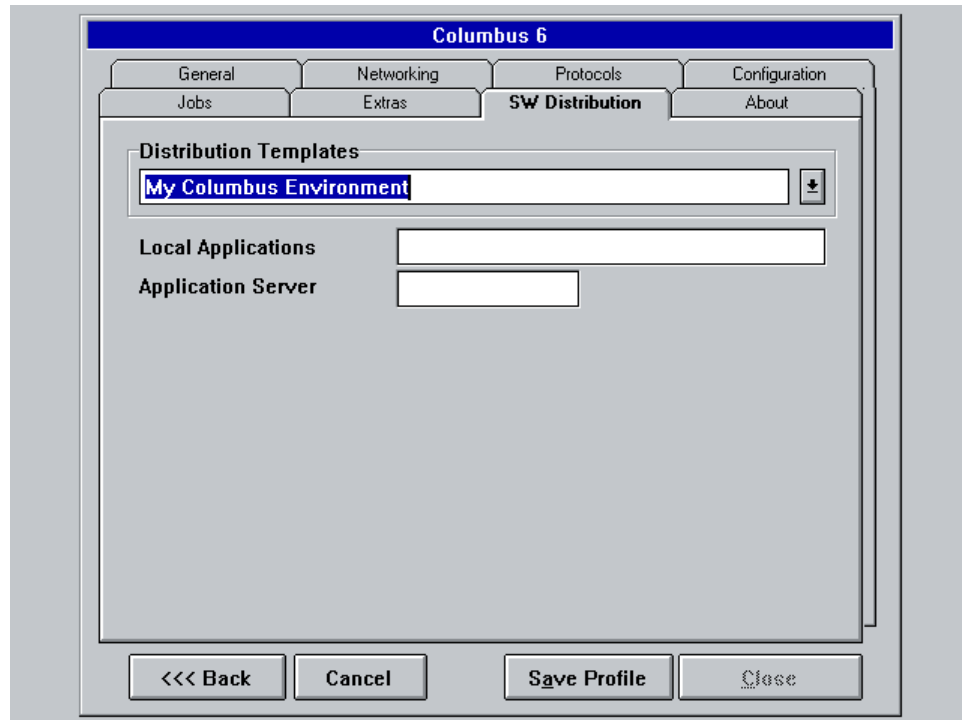 Columbus 6
General Networking Protocols Configuration
Jobs Extras SW Distribution About
Distribution Templates
My Columbus Environment
Local Applications
Application Server
<<< Back Cancel Save Profile Close